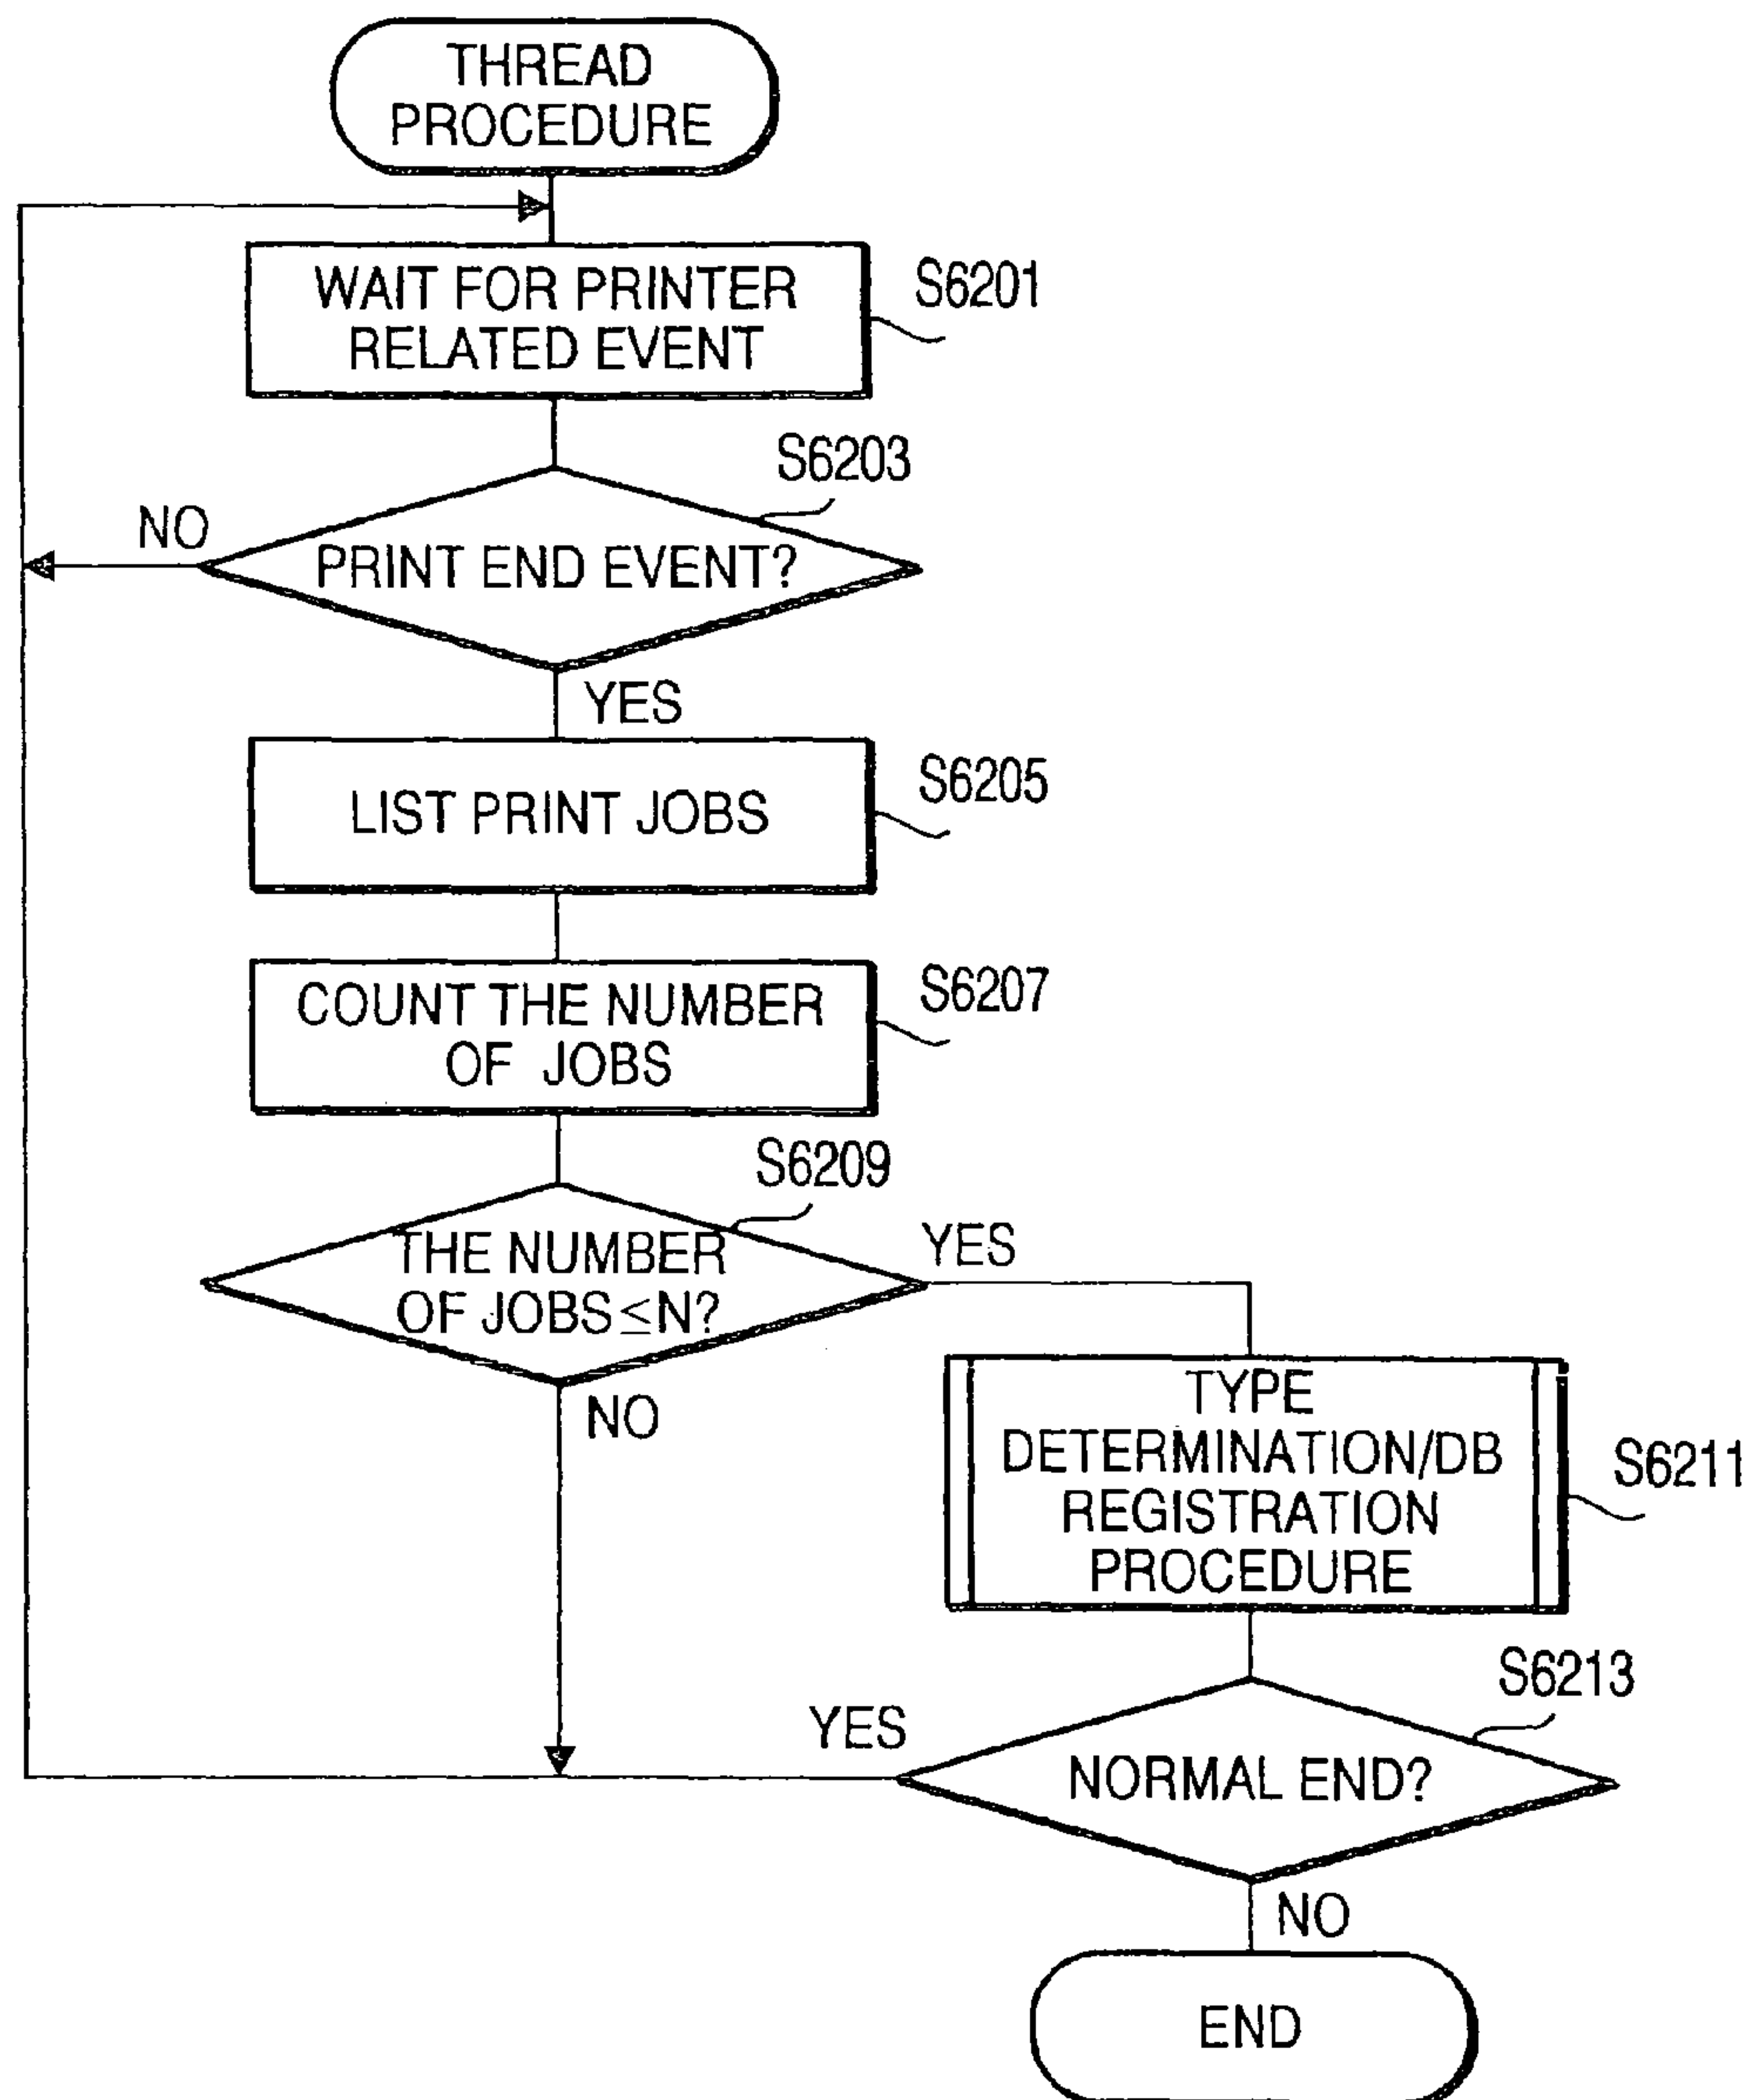 THREAD
PROCEDURE
WAIT FOR PRINTER
RELATED EVENT
S6201
S6203
NO
PRINT END EVENT?
YES
LIST PRINT JOBS
S6205
COUNT THE NUMBER
OF JOBS
S6207
S6209
THE NUMBER
OF JOBS≤N?
YES
NO
TYPE
DETERMINATION/DB
REGISTRATION
PROCEDURE
S6211
S6213
YES
NORMAL END?
NO
END